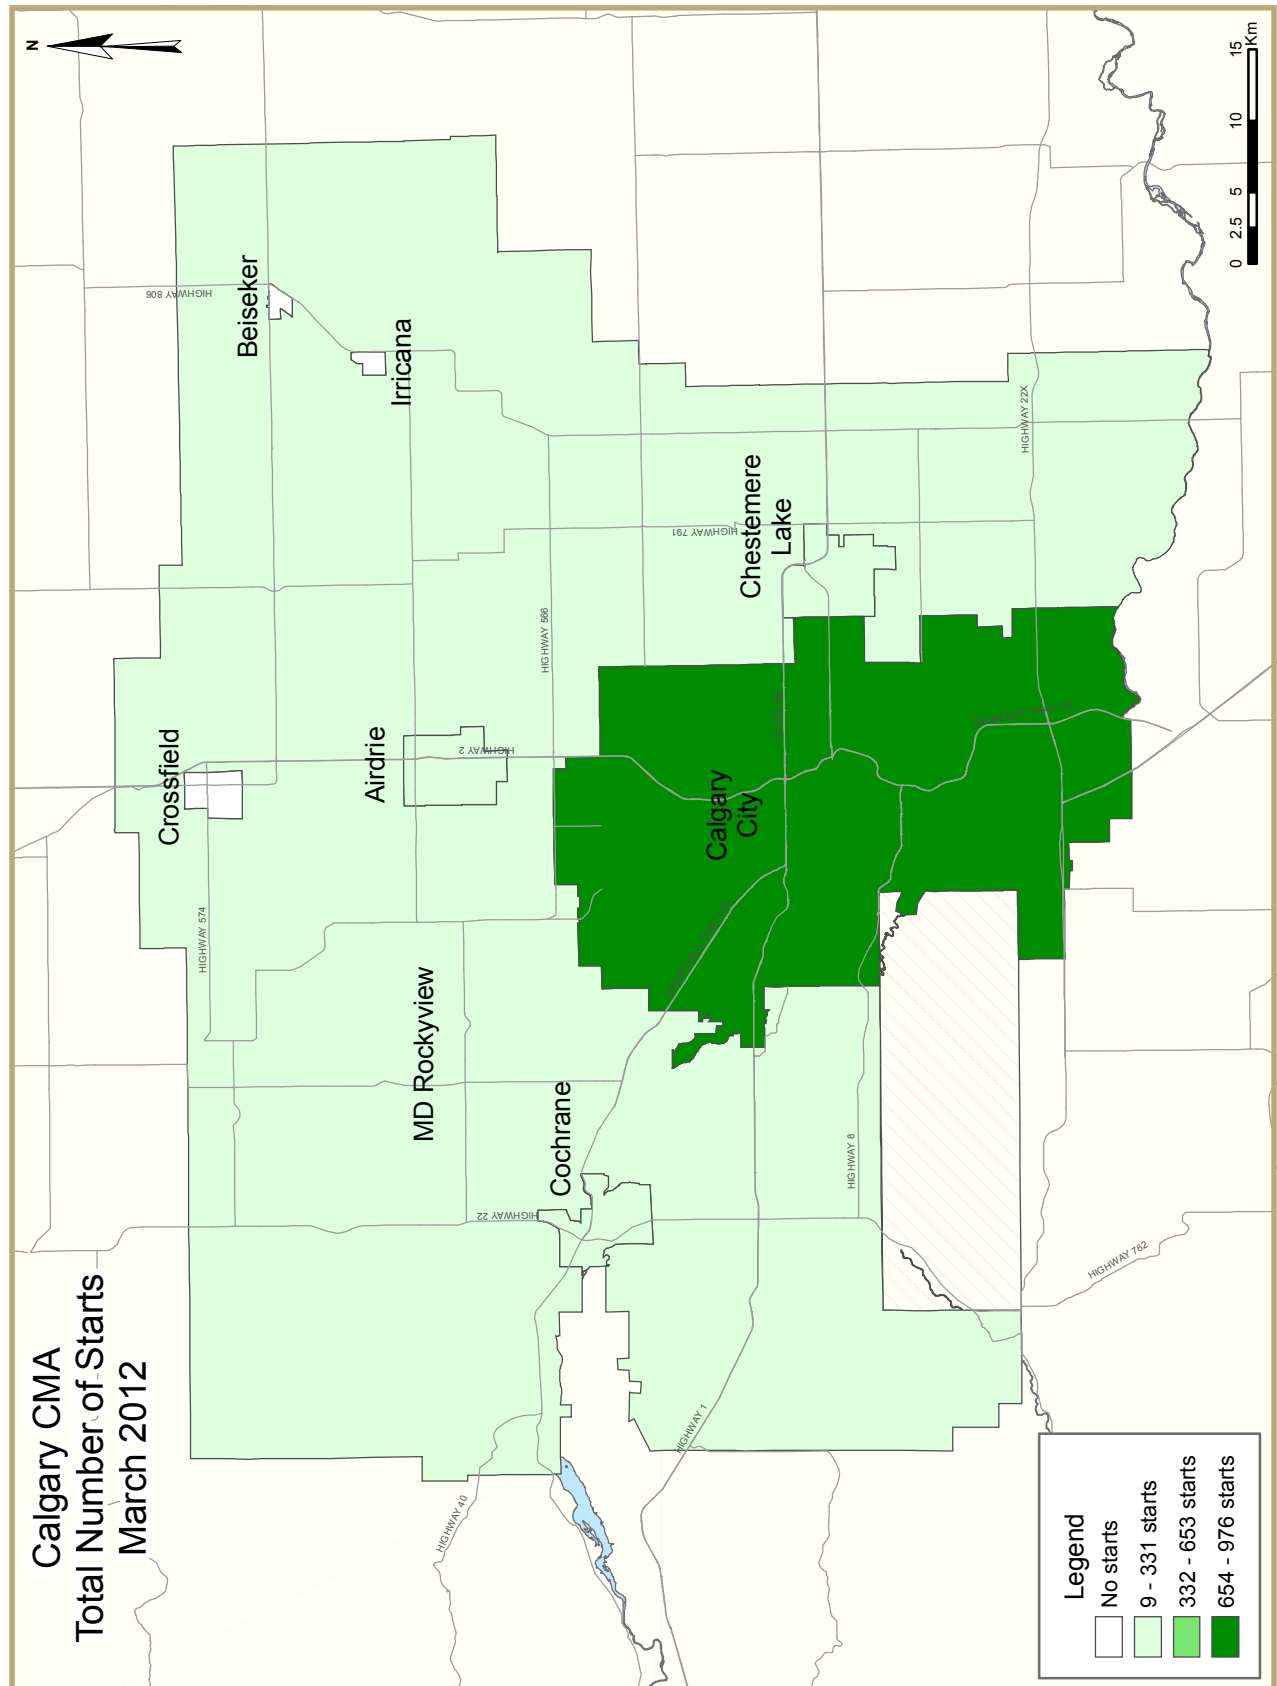 Calgary CMA
Total Number of Starts
March 2012
N
Crossfield
Beiseker
Irricana
Airdrie
MD Rockyview
Cochrane
Chestemere
Lake
Calgary
City
HIGHWAY 806
HIGHWAY 574
HIGHWAY 2
HIGHWAY 566
HIGHWAY 791
HIGHWAY 22
HIGHWAY 22X
HIGHWAY 8
HIGHWAY 40
HIGHWAY 1
HIGHWAY 762
Legend
No starts
9 - 331 starts
332 - 653 starts
654 - 976 starts
0 2.5 5 10 15
Km